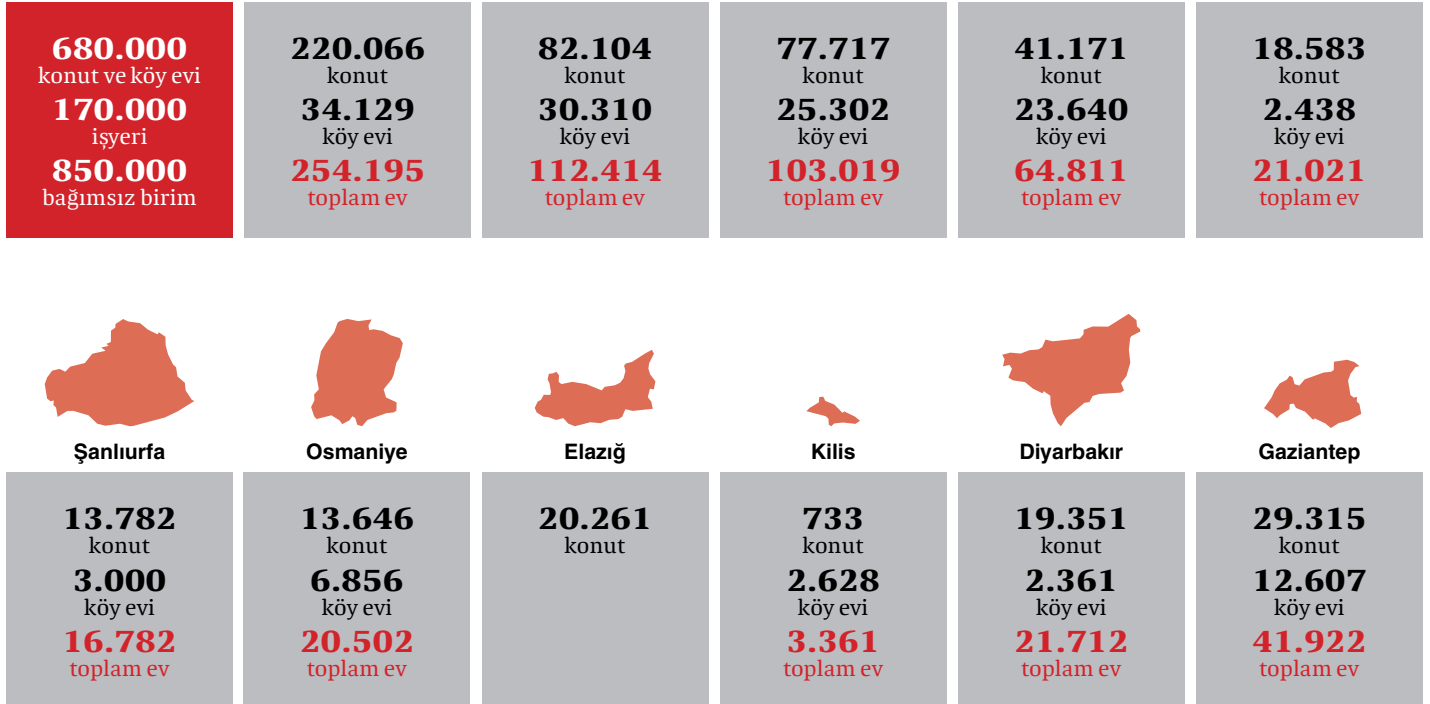 680.000
konut ve köy evi
170.000
işyeri
850.000
bağımsız birim
220.066
konut
34.129
köy evi
254.195
toplam ev
82.104
konut
30.310
köy evi
112.414
toplam ev
77.717
konut
25.302
köy evi
103.019
toplam ev
41.171
konut
23.640
köy evi
64.811
toplam ev
18.583
konut
2.438
köy evi
21.021
toplam ev
Şanlıurfa
13.782
konut
3.000
köy evi
16.782
toplam ev
Osmaniye
13.646
konut
6.856
köy evi
20.502
toplam ev
Elazığ
20.261
konut
Kilis
733
konut
2.628
köy evi
3.361
toplam ev
Diyarbakır
19.351
konut
2.361
köy evi
21.712
toplam ev
Gaziantep
29.315
konut
12.607
köy evi
41.922
toplam ev